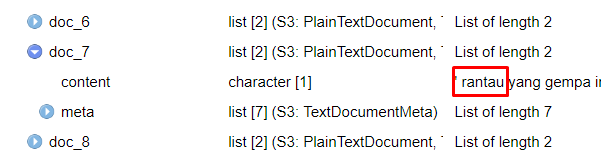 doc_6 list [2] (S3: PlainTextDocument, List of length 2
doc_7 list [2] (S3: PlainTextDocument, List of length 2
content character [1] ' rantau yang gempa
meta list [7] (S3: TextDocumentMeta) List of length 7
doc_8 list [2] (S3: PlainTextDocument, List of length 2